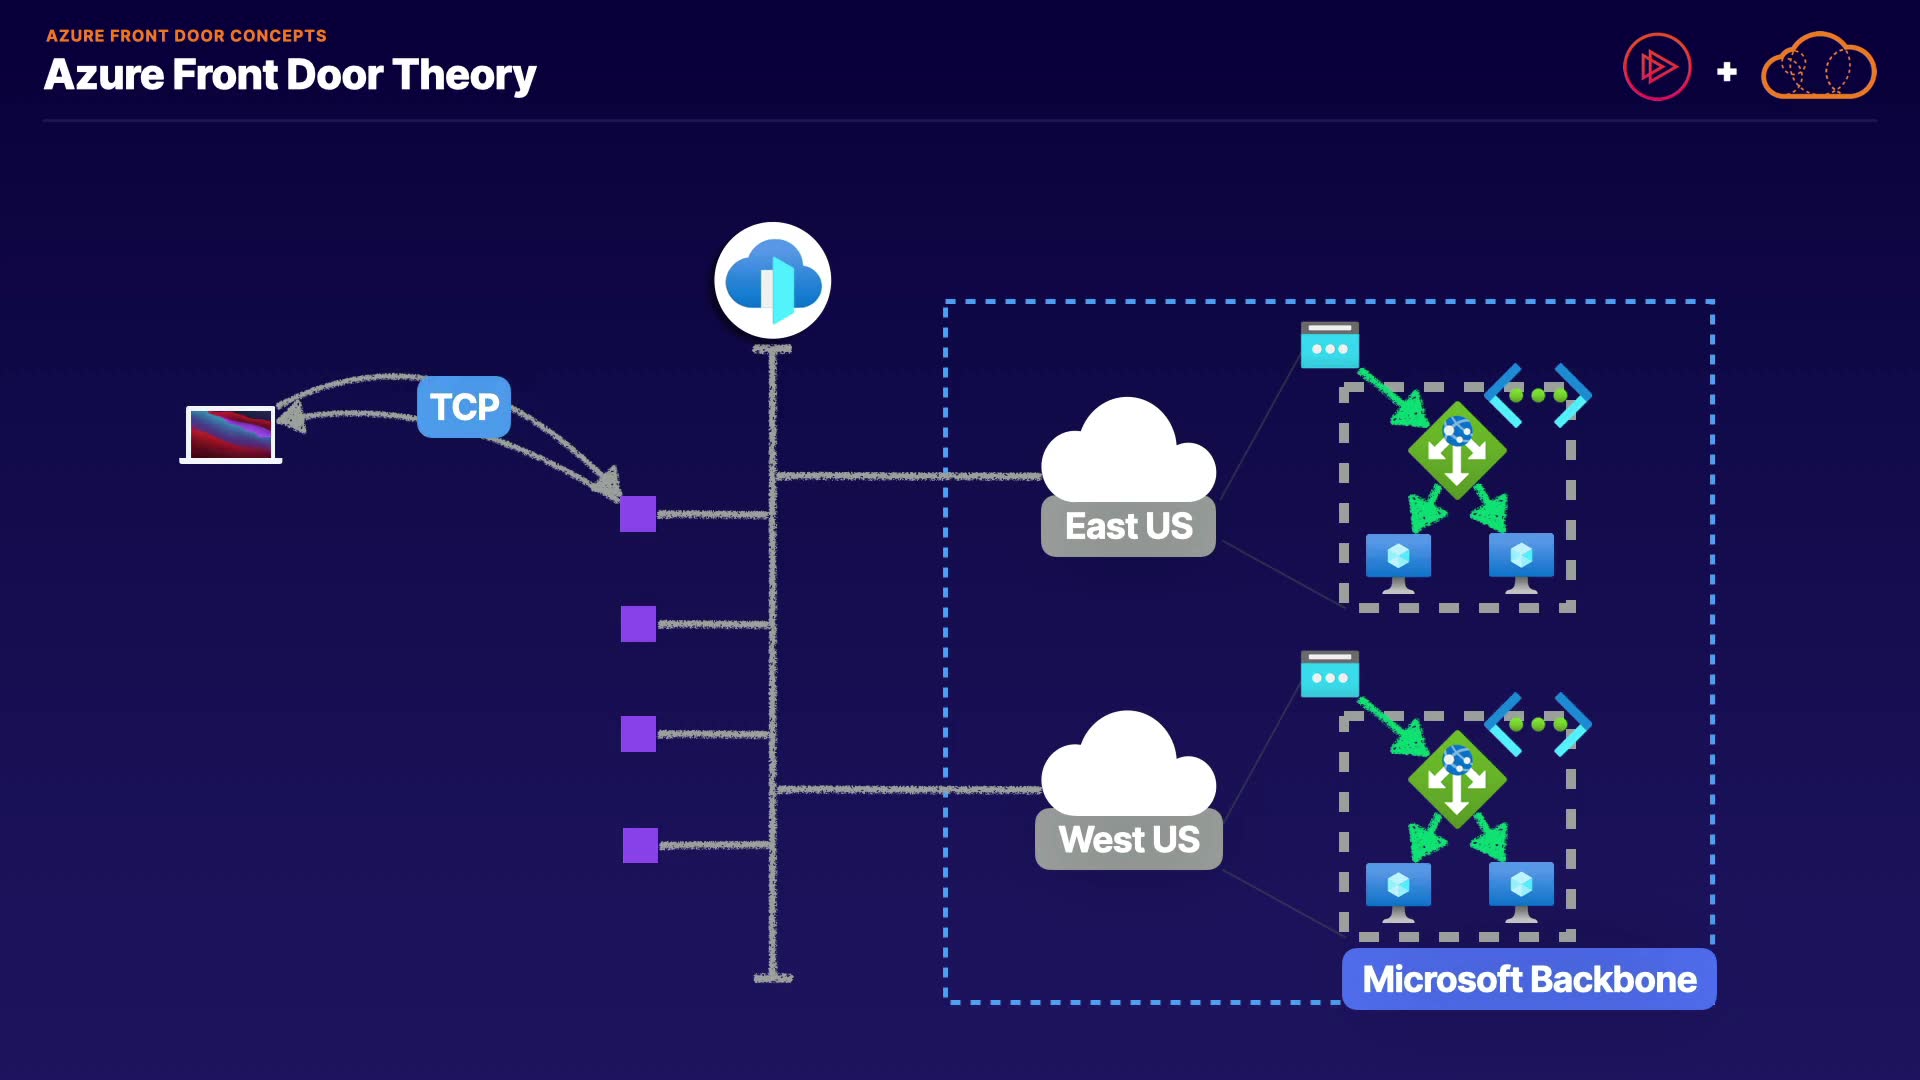 AZURE FRONT DOOR CONCEPTS
Azure Front Door Theory
TCP
East US
West US
Microsoft Backbone